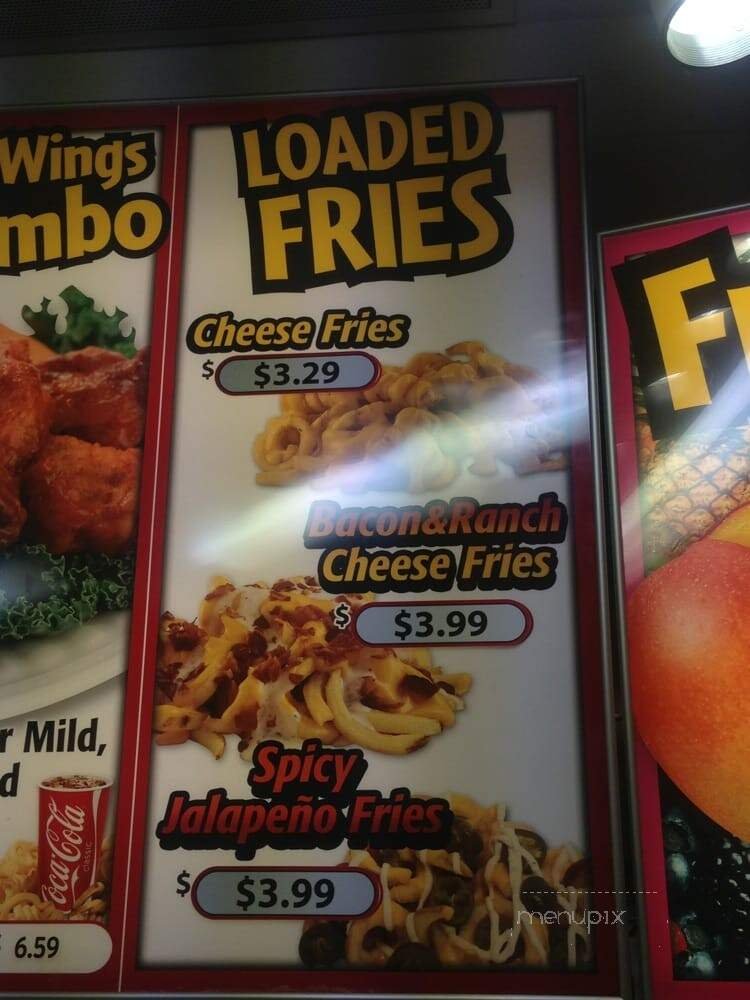 Wings
mbo
r Mild,
d
Coca-Cola
CLASSIC
6.59
LOADED
FRIES
Cheese Fries
$ $3.29
Bacon&Ranch
Cheese Fries
$ $3.99
Spicy
Jalapeño Fries
$ $3.99
F
menupix